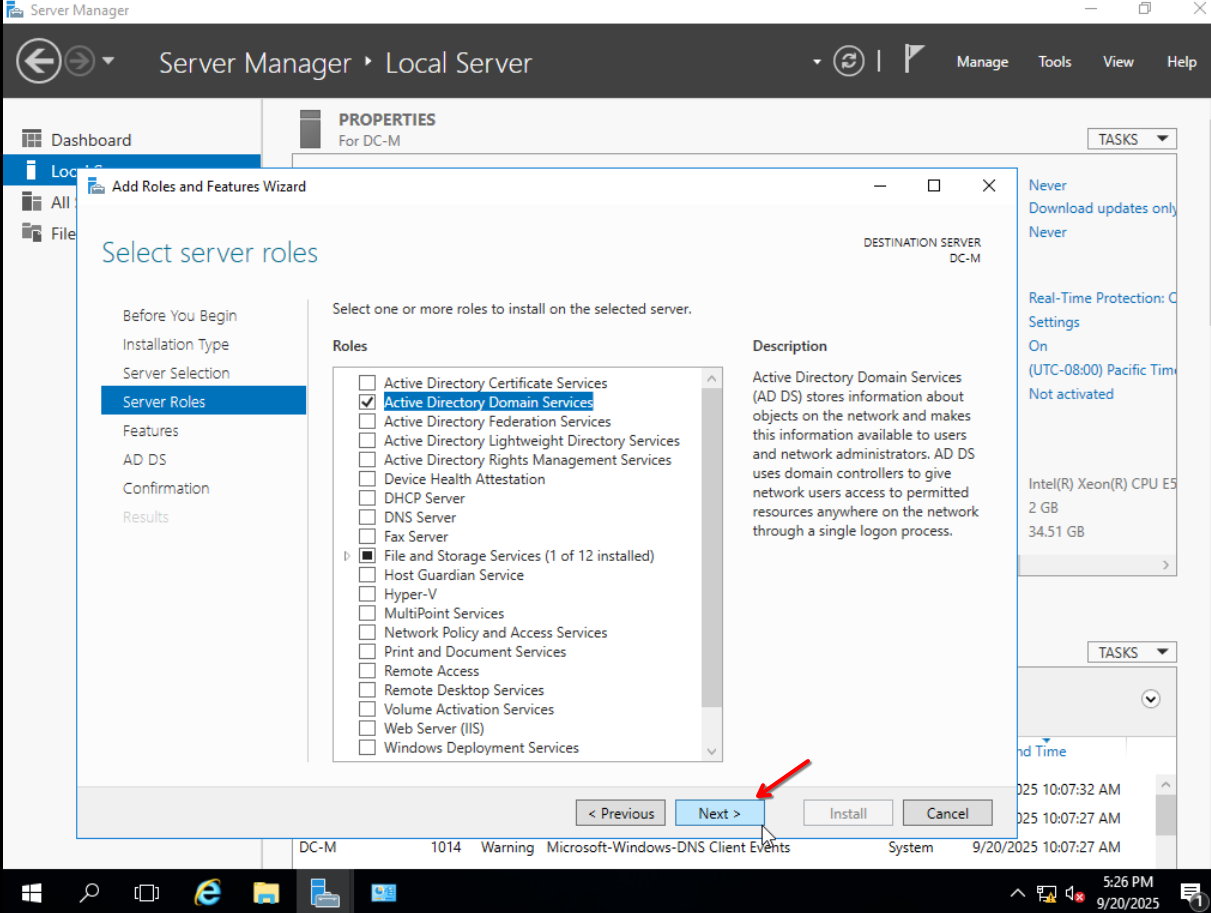 Server Manager
Server Manager ‣ Local Server
Manage Tools View Help
PROPERTIES
For DC-M
TASKS
Dashboard
Loc
All
File
Never
Download updates only
Never
Real-Time Protection:
Settings
On
(UTC-08:00) Pacific Time
Not activated
Intel(R) Xeon(R) CPU E5
2 GB
34.51 GB
TASKS
Add Roles and Features Wizard
Select server roles
DESTINATION SERVER
DC-M
Before You Begin
Installation Type
Server Selection
Server Roles
Features
AD DS
Confirmation
Results
Select one or more roles to install on the selected server.
Roles
Active Directory Certificate Services
Active Directory Domain Services
Active Directory Federation Services
Active Directory Lightweight Directory Services
Active Directory Rights Management Services
Device Health Attestation
DHCP Server
DNS Server
Fax Server
File and Storage Services (1 of 12 installed)
Host Guardian Service
Hyper-V
MultiPoint Services
Network Policy and Access Services
Print and Document Services
Remote Access
Remote Desktop Services
Volume Activation Services
Web Server (IIS)
Windows Deployment Services
Description
Active Directory Domain Services
(AD DS) stores information about
objects on the network and makes
this information available to users
and network administrators. AD DS
uses domain controllers to give
network users access to permitted
resources anywhere on the network
through a single logon process.
< Previous Next > Install Cancel
nd Time
025 10:07:32 AM
025 10:07:27 AM
DC-M 1014 Warning Microsoft-Windows-DNS Client Events System 9/20/2025 10:07:27 AM
5:26 PM
9/20/2025
1